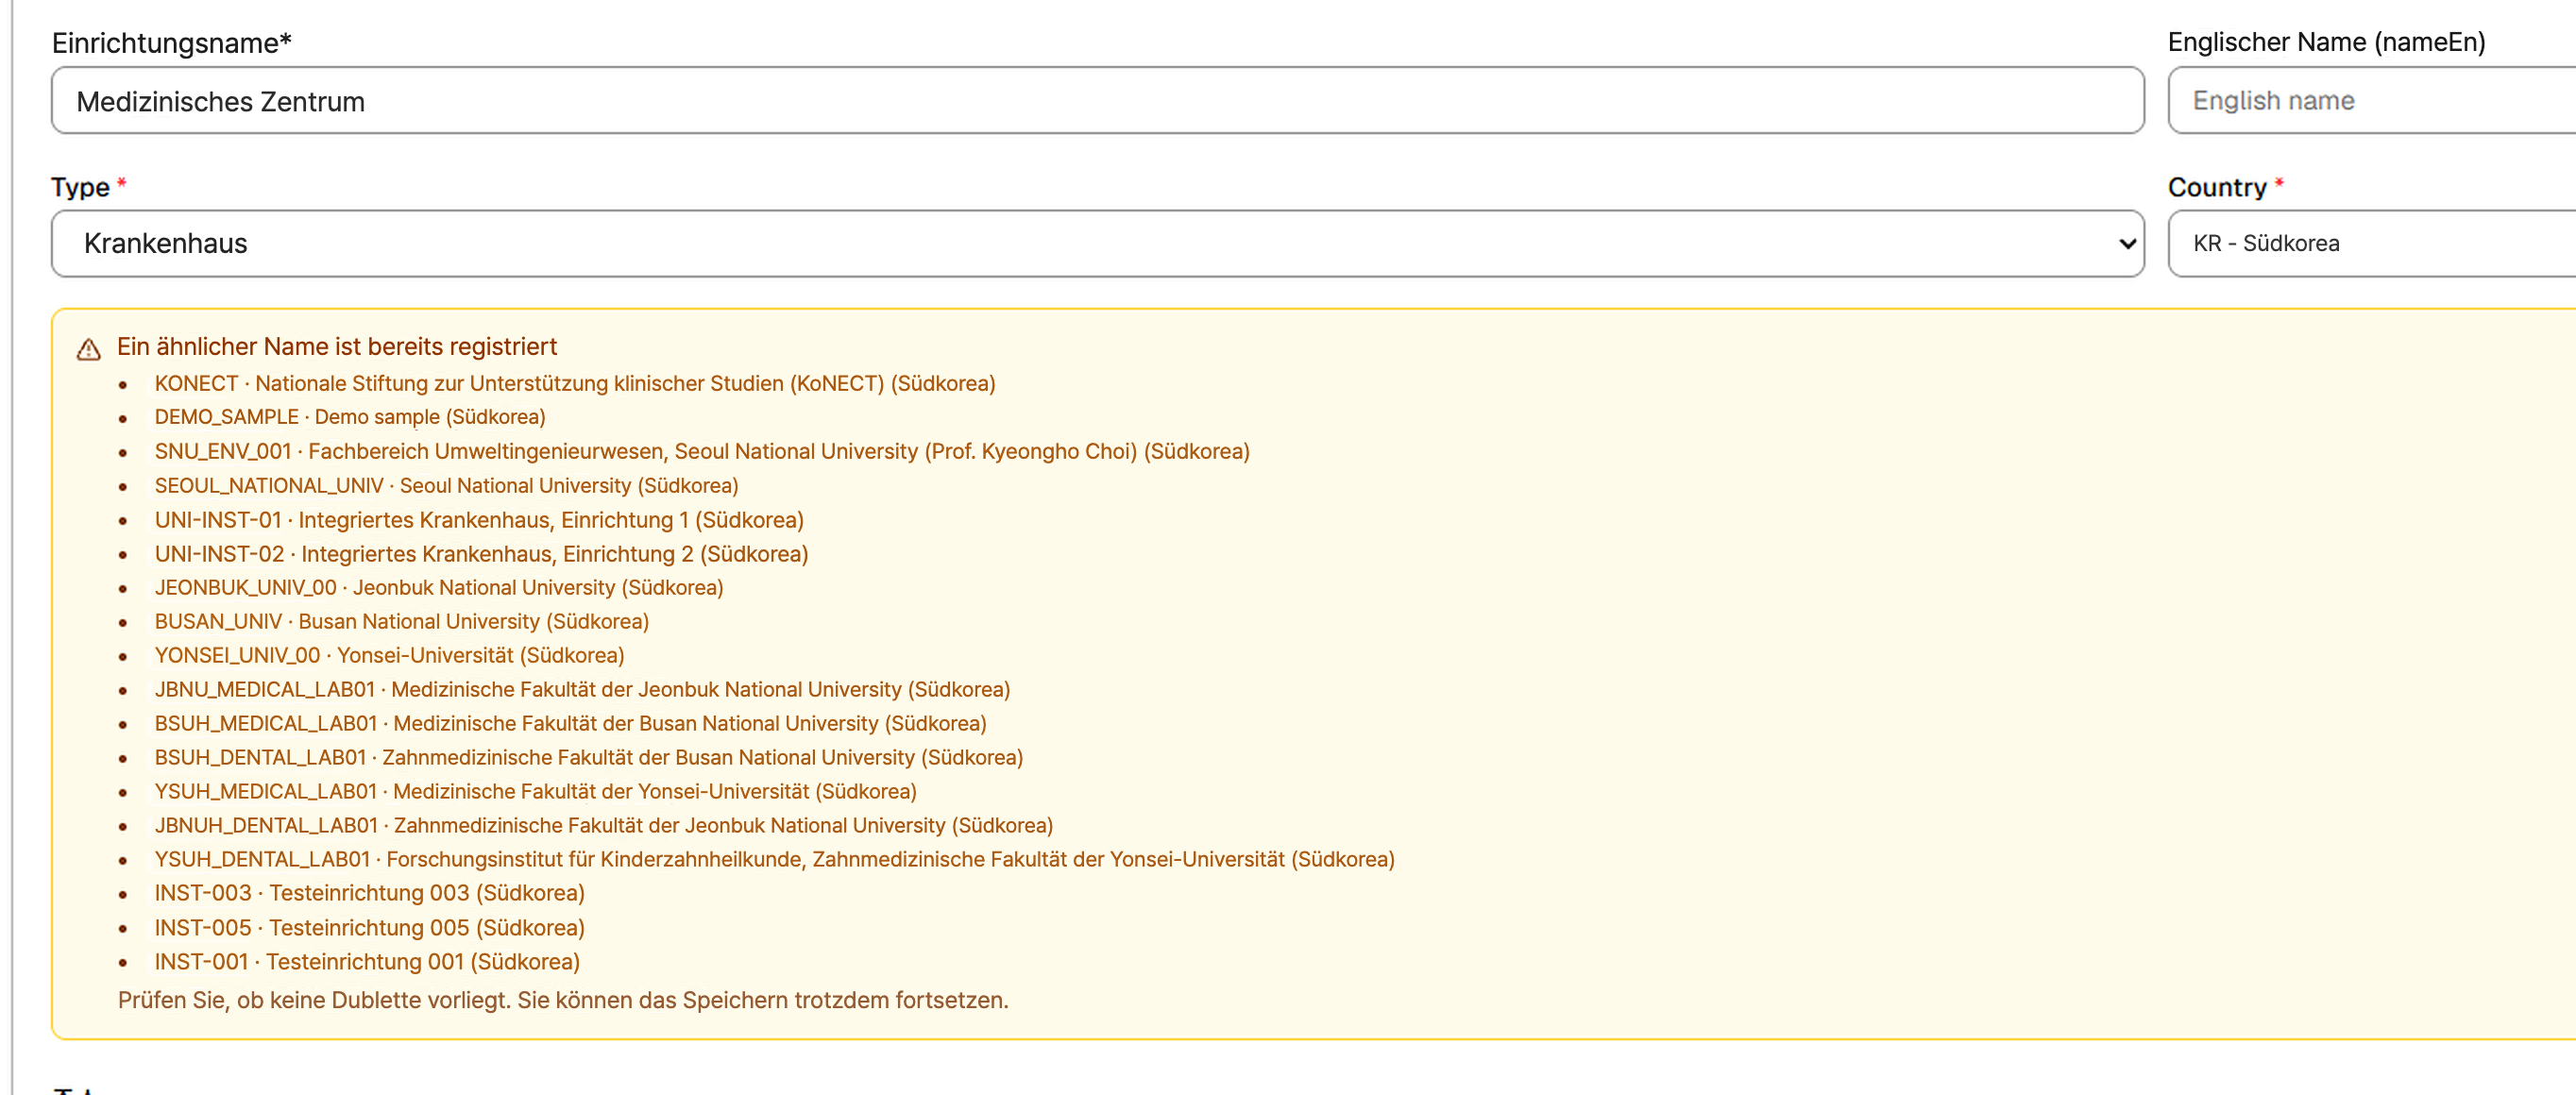 Einrichtungsname*
Englischer Name (nameEn)
Medizinisches Zentrum
English name
Type *
Country *
Krankenhaus
KR - Südkorea
Ein ähnlicher Name ist bereits registriert
• KONECT · Nationale Stiftung zur Unterstützung klinischer Studien (KoNECT) (Südkorea)
• DEMO_SAMPLE · Demo sample (Südkorea)
• SNU_ENV_001 · Fachbereich Umweltingenieurwesen, Seoul National University (Prof. Kyeongho Choi) (Südkorea)
• SEOUL_NATIONAL_UNIV · Seoul National University (Südkorea)
• UNI-INST-01 · Integriertes Krankenhaus, Einrichtung 1 (Südkorea)
• UNI-INST-02 · Integriertes Krankenhaus, Einrichtung 2 (Südkorea)
• JEONBUK_UNIV_00 · Jeonbuk National University (Südkorea)
• BUSAN_UNIV · Busan National University (Südkorea)
• YONSEI_UNIV_00 · Yonsei-Universität (Südkorea)
• JBNU_MEDICAL_LAB01 · Medizinische Fakultät der Jeonbuk National University (Südkorea)
• BSUH_MEDICAL_LAB01 · Medizinische Fakultät der Busan National University (Südkorea)
• BSUH_DENTAL_LAB01 · Zahnmedizinische Fakultät der Busan National University (Südkorea)
• YSUH_MEDICAL_LAB01 · Medizinische Fakultät der Yonsei-Universität (Südkorea)
• JBNUH_DENTAL_LAB01 · Zahnmedizinische Fakultät der Jeonbuk National University (Südkorea)
• YSUH_DENTAL_LAB01 · Forschungsinstitut für Kinderzahnheilkunde, Zahnmedizinische Fakultät der Yonsei-Universität (Südkorea)
• INST-003 · Testeinrichtung 003 (Südkorea)
• INST-005 · Testeinrichtung 005 (Südkorea)
• INST-001 · Testeinrichtung 001 (Südkorea)
Prüfen Sie, ob keine Dublette vorliegt. Sie können das Speichern trotzdem fortsetzen.